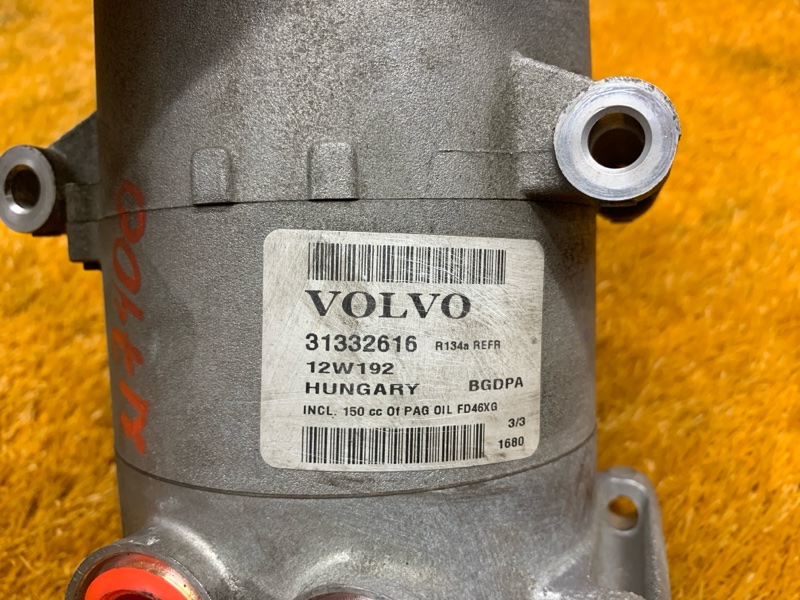 VOLVO
31332616 R134a REFR
12W192
HUNGARY BGDPA
INCL. 150 cc Of PAG OIL FD46XG
3/3
1680